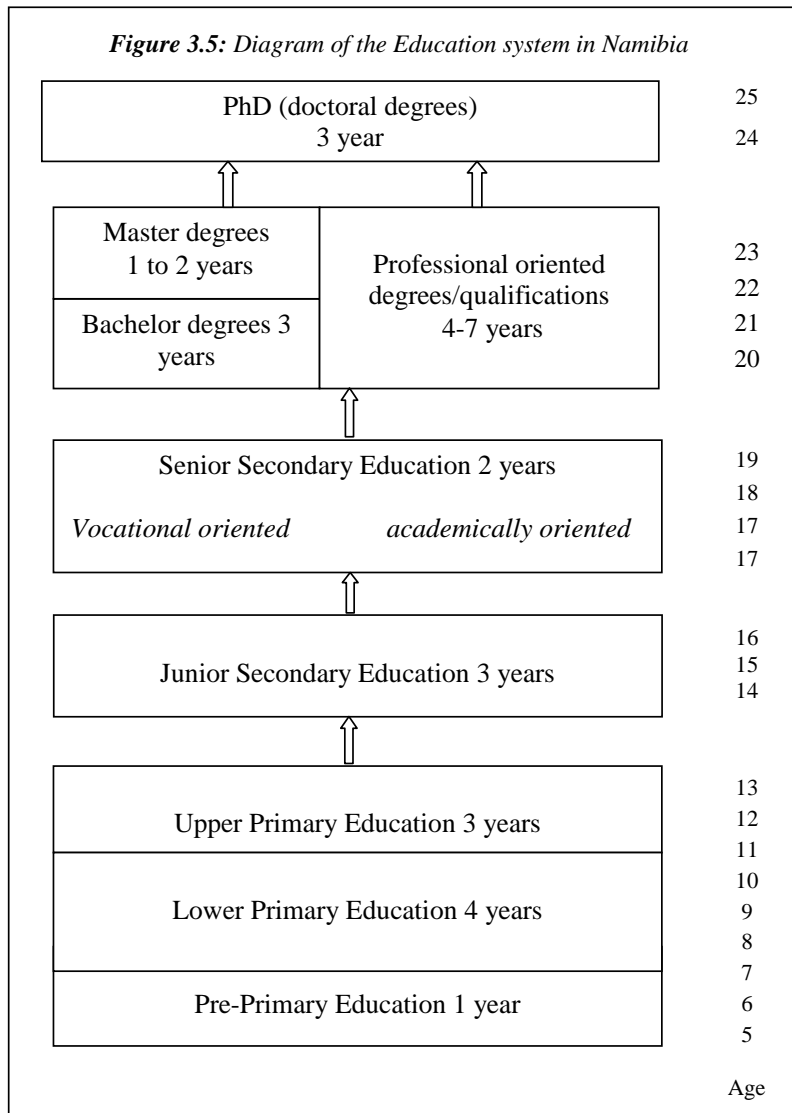 Figure 3.5: Diagram of the Education system in Namibia
PhD (doctoral degrees)
3 year
25
24
Master degrees
1 to 2 years
Bachelor degrees 3
years
Professional oriented
degrees/qualifications
4-7 years
23
22
21
20
Senior Secondary Education 2 years
Vocational oriented academically oriented
19
18
17
17
Junior Secondary Education 3 years
16
15
14
Upper Primary Education 3 years
Lower Primary Education 4 years
Pre-Primary Education 1 year
13
12
11
10
9
8
7
6
5
Age